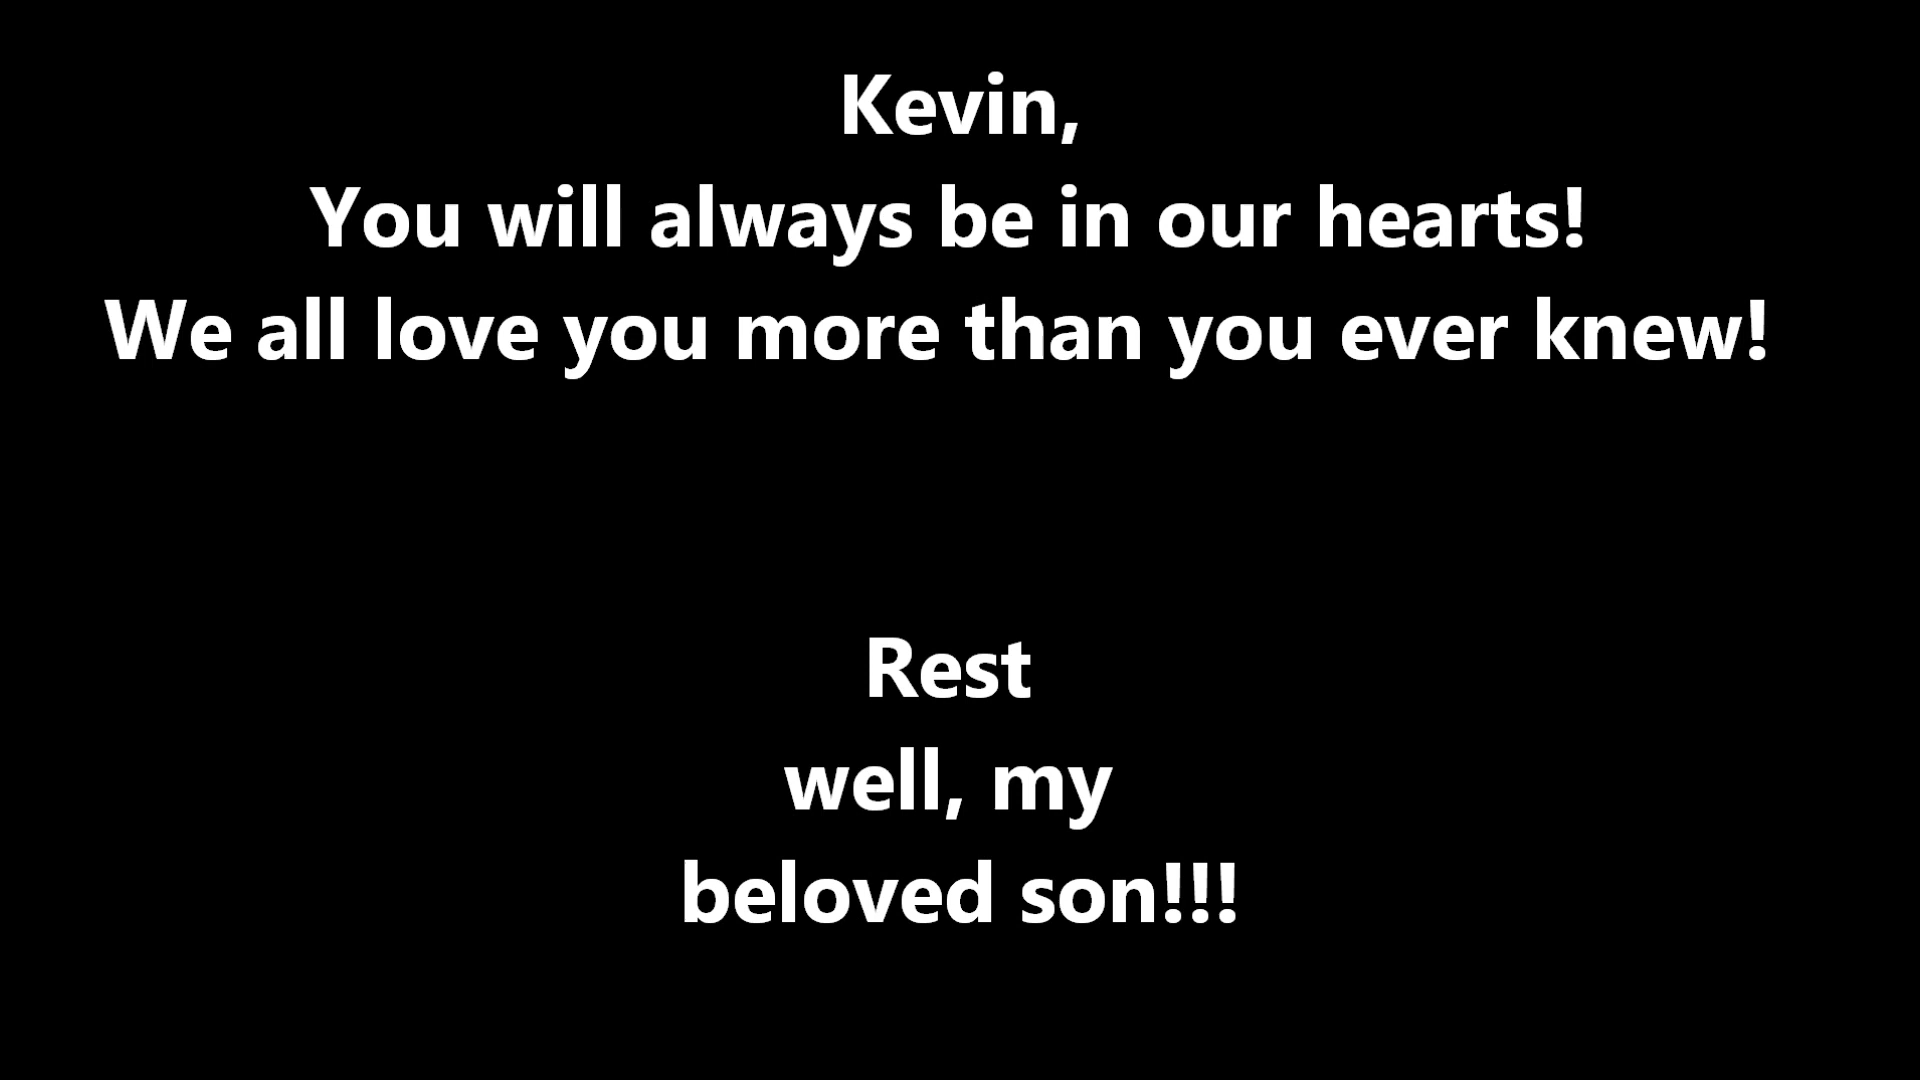 Kevin,
You will always be in our hearts!
We all love you more than you ever knew!
Rest
well, my
beloved son!!!